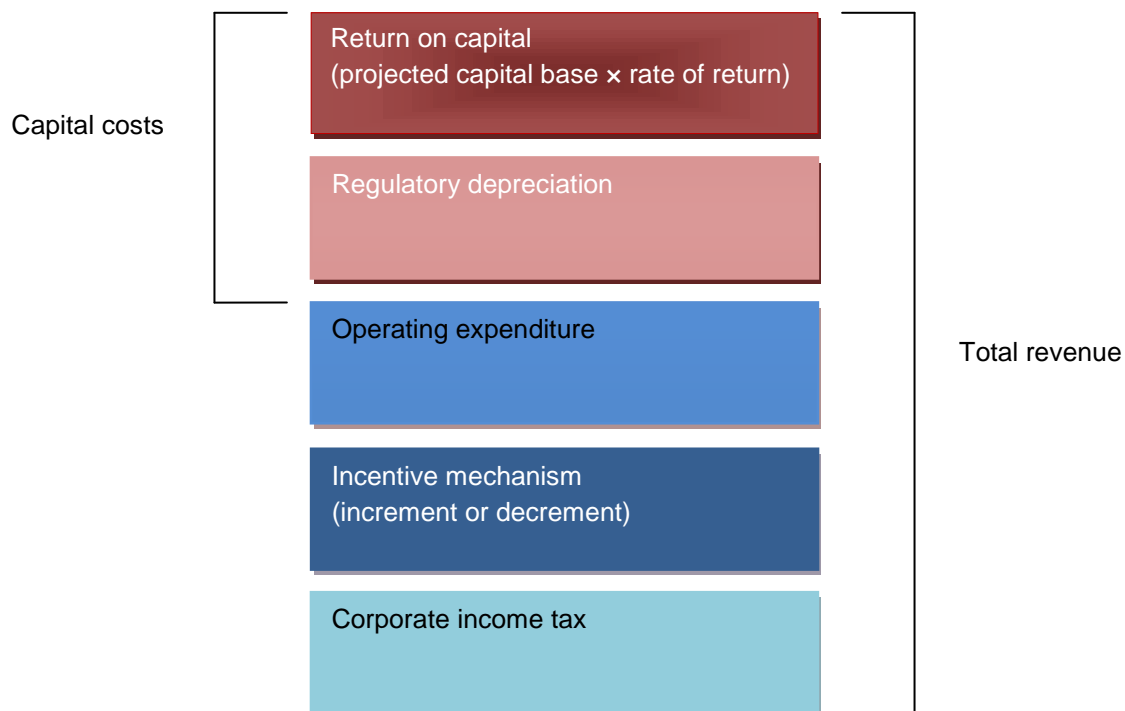 Return on capital
(projected capital base × rate of return)
Capital costs
Regulatory depreciation
Operating expenditure
Total revenue
Incentive mechanism
(increment or decrement)
Corporate income tax